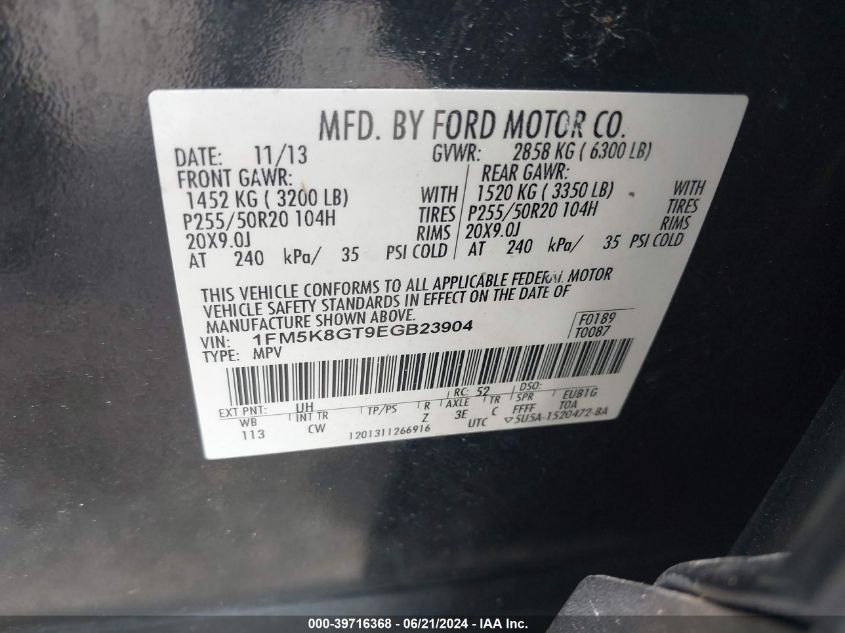 MFD. BY FORD MOTOR CO.
DATE: 11/13 GVWR: 2858 KG ( 6300 LB)
FRONT GAWR: REAR GAWR:
1452 KG ( 3200 LB) WITH 1520 KG ( 3350 LB) WITH
P255/50R20 104H TIRES P255/50R20 104H TIRES
20X9.0J RIMS 20X9.0J RIMS
AT 240 kPa/ 35 PSI COLD AT 240 kPa/ 35 PSI COLD
THIS VEHICLE CONFORMS TO ALL APPLICABLE FEDERAL MOTOR
VEHICLE SAFETY STANDARDS IN EFFECT ON THE DATE OF
MANUFACTURE SHOWN ABOVE.
VIN: 1FM5K8GT9EGB23904 F0189
TYPE: MPV T0087
EXT PNT: UH RC: 52 DSO: EUB1G
WB INT TR TP/PS R AXLE TR SPR T0A
113 CW Z 3E C FFFF
1201311266916 UTC ▽5U5A-1520472-BA
000-39716368 - 06/21/2024 - IAA Inc.